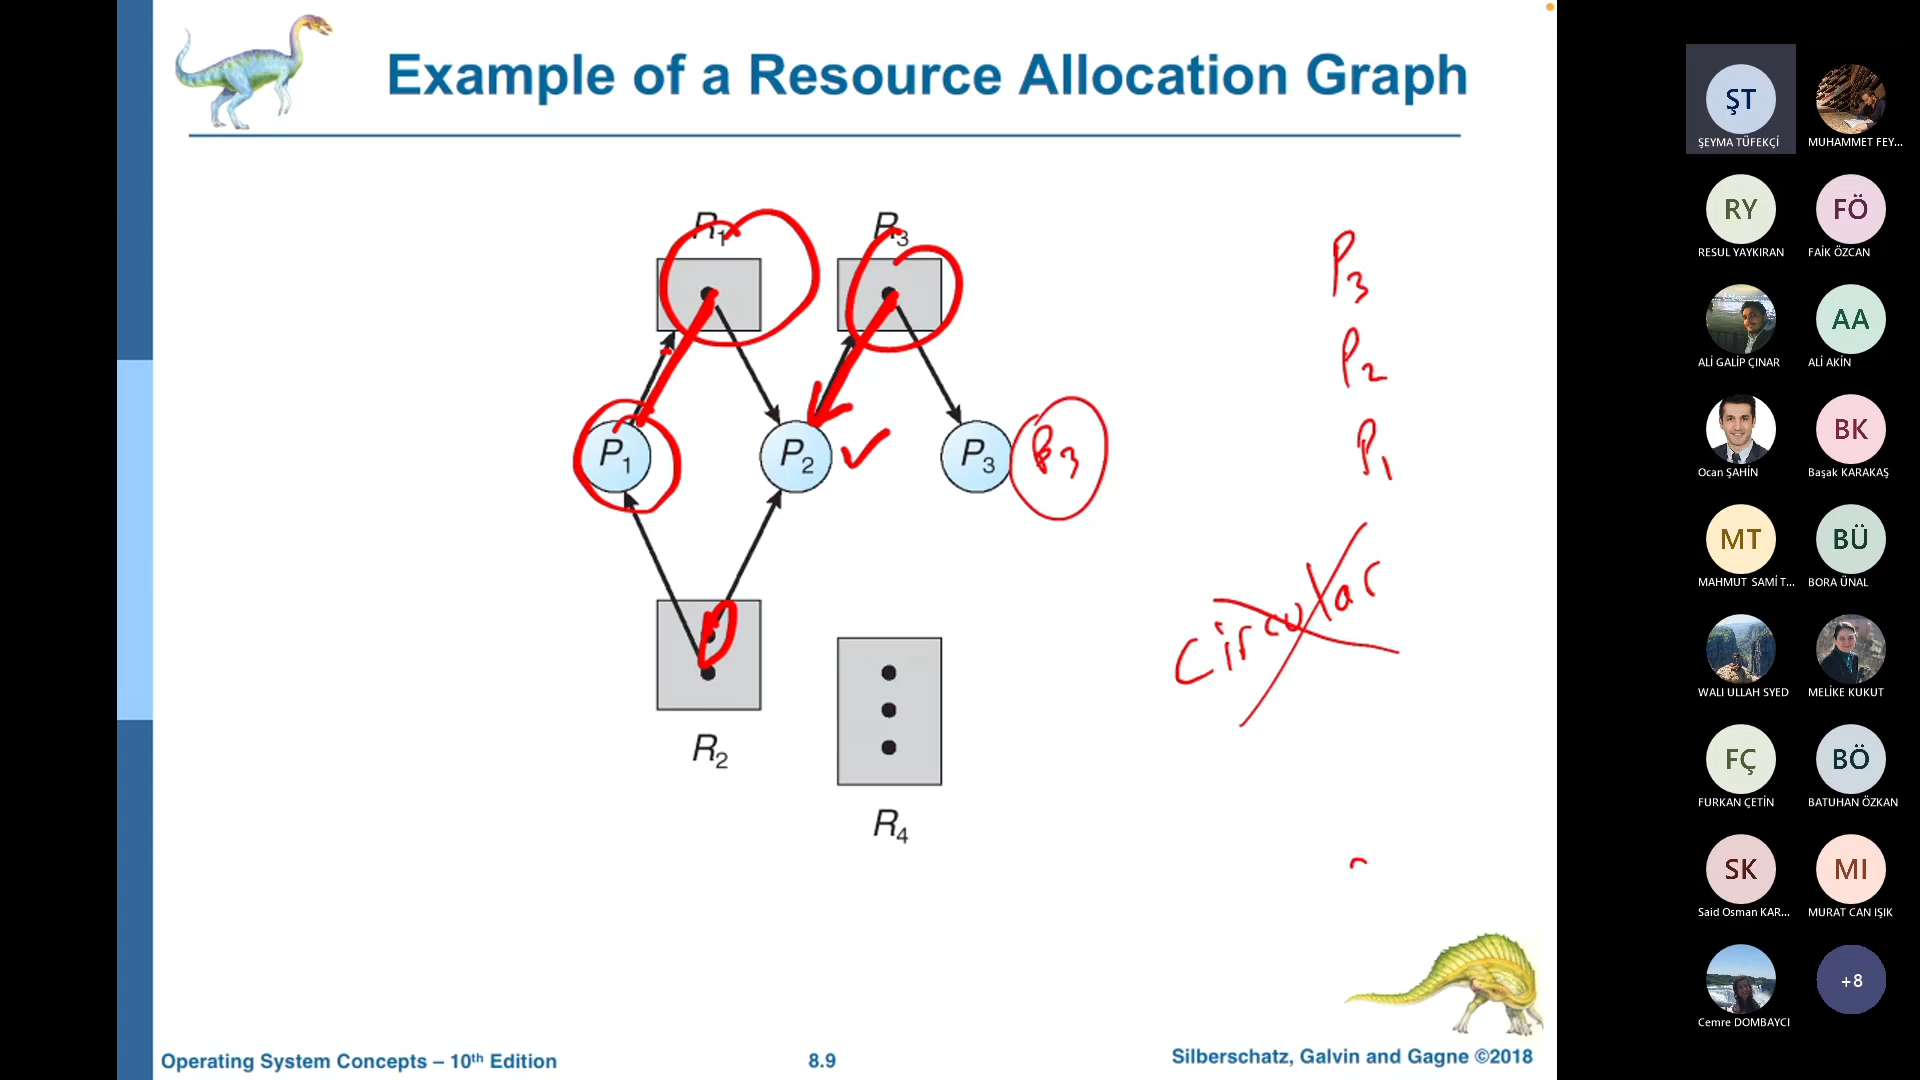 Example of a Resource Allocation Graph
R1
R3
P1
P2
P3
P3
R2
R4
P3
P2
P1
Circular
Operating System Concepts – 10th Edition
8.9
Silberschatz, Galvin and Gagne ©2018
ŞT
ŞEYMA TÜFEKÇİ
MUHAMMET FEY...
RY
RESUL YAYKIRAN
FÖ
FAİK ÖZCAN
ALİ GALİP ÇINAR
AA
ALİ AKİN
Ocan ŞAHİN
BK
Başak KARAKAŞ
MT
MAHMUT SAMİ T...
BÜ
BORA ÜNAL
WALI ULLAH SYED
MELİKE KUKUT
FÇ
FURKAN ÇETİN
BÖ
BATUHAN ÖZKAN
SK
Said Osman KAR...
MI
MURAT CAN IŞIK
Cemre DOMBAYCI
+8